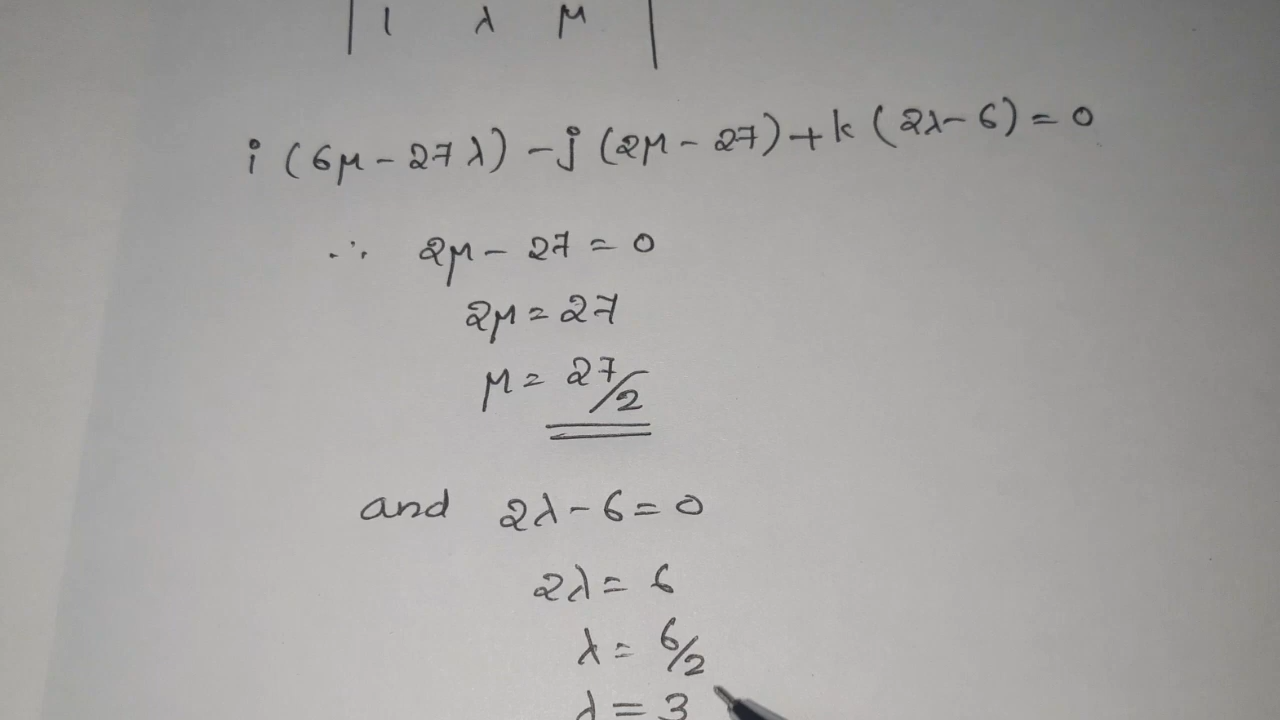 | 1 λ μ |
i (6μ - 27λ) - j (2μ - 27) + k (2λ - 6) = 0
∴ 2μ - 27 = 0
2μ = 27
μ = 27/2
and 2λ - 6 = 0
2λ = 6
λ = 6/2
λ = 3